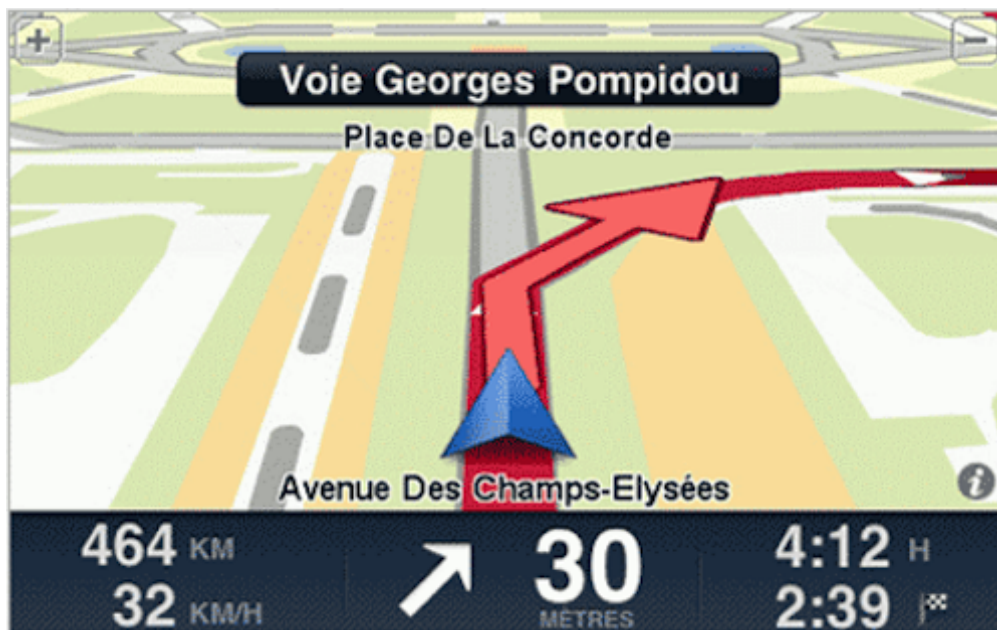 + −
Voie Georges Pompidou
Place De La Concorde
Avenue Des Champs-Elysées
i
464 KM
32 KM/H
30
MÈTRES
4:12 H
2:39